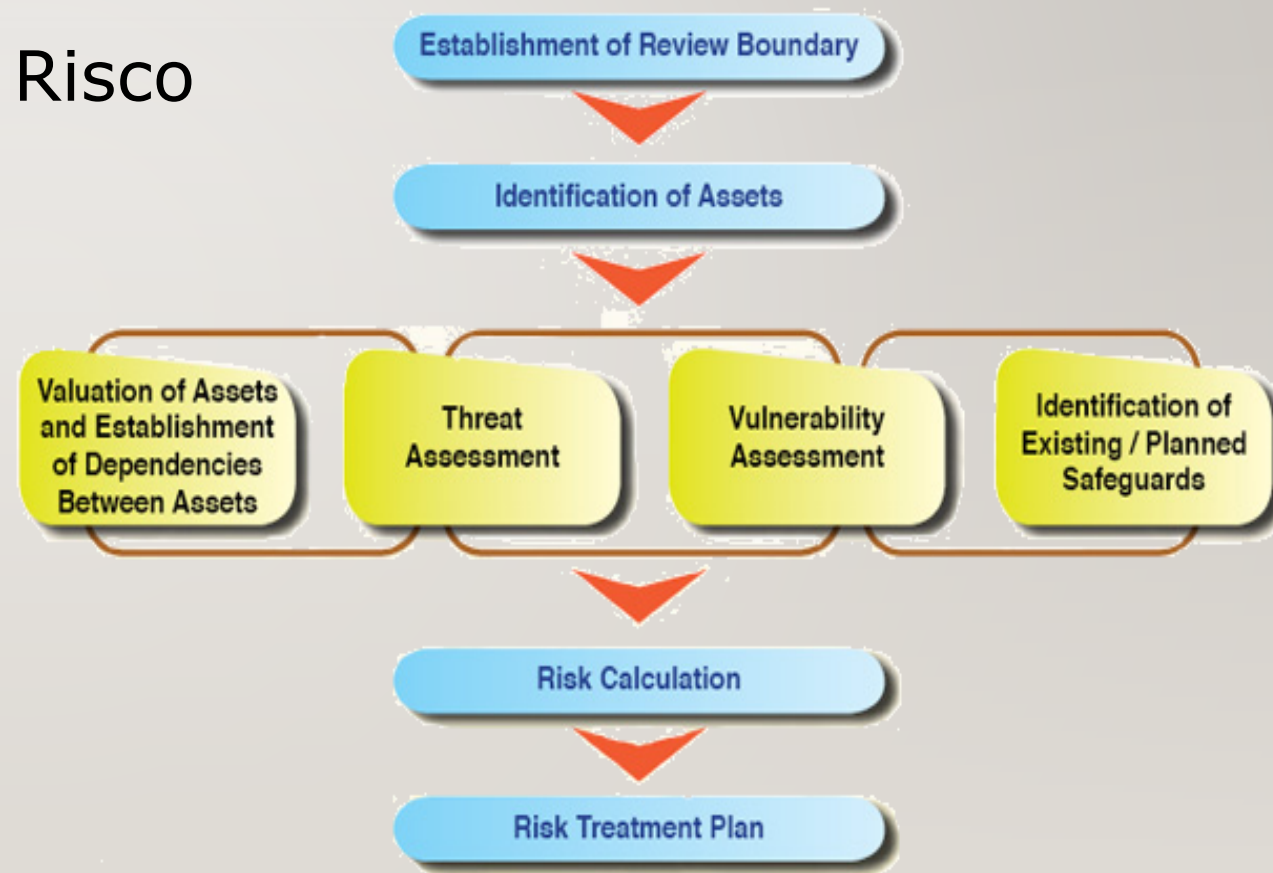 Risco
Establishment of Review Boundary
Identification of Assets
Valuation of Assets
and Establishment
of Dependencies
Between Assets
Threat
Assessment
Vulnerability
Assessment
Identification of
Existing / Planned
Safeguards
Risk Calculation
Risk Treatment Plan